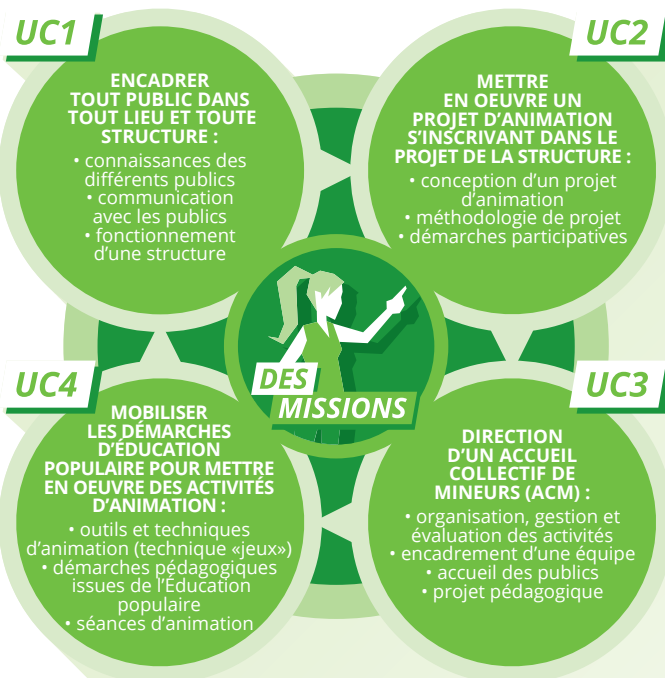 UC1
ENCADRER
TOUT PUBLIC DANS
TOUT LIEU ET TOUTE
STRUCTURE :
• connaissances des
différents publics
• communication
avec les publics
• fonctionnement
d'une structure
UC2
METTRE
EN OEUVRE UN
PROJET D'ANIMATION
S'INSCRIVANT DANS LE
PROJET DE LA STRUCTURE :
• conception d'un projet
d'animation
• méthodologie de projet
• démarches participatives
DES
MISSIONS
UC4
MOBILISER
LES DÉMARCHES
D'ÉDUCATION
POPULAIRE POUR METTRE
EN OEUVRE DES ACTIVITÉS
D'ANIMATION :
• outils et techniques
d'animation (technique «jeux»)
• démarches pédagogiques
issues de l'Éducation
populaire
• séances d'animation
UC3
DIRECTION
D'UN ACCUEIL
COLLECTIF DE
MINEURS (ACM) :
• organisation, gestion et
évaluation des activités
• encadrement d'une équipe
• accueil des publics
• projet pédagogique